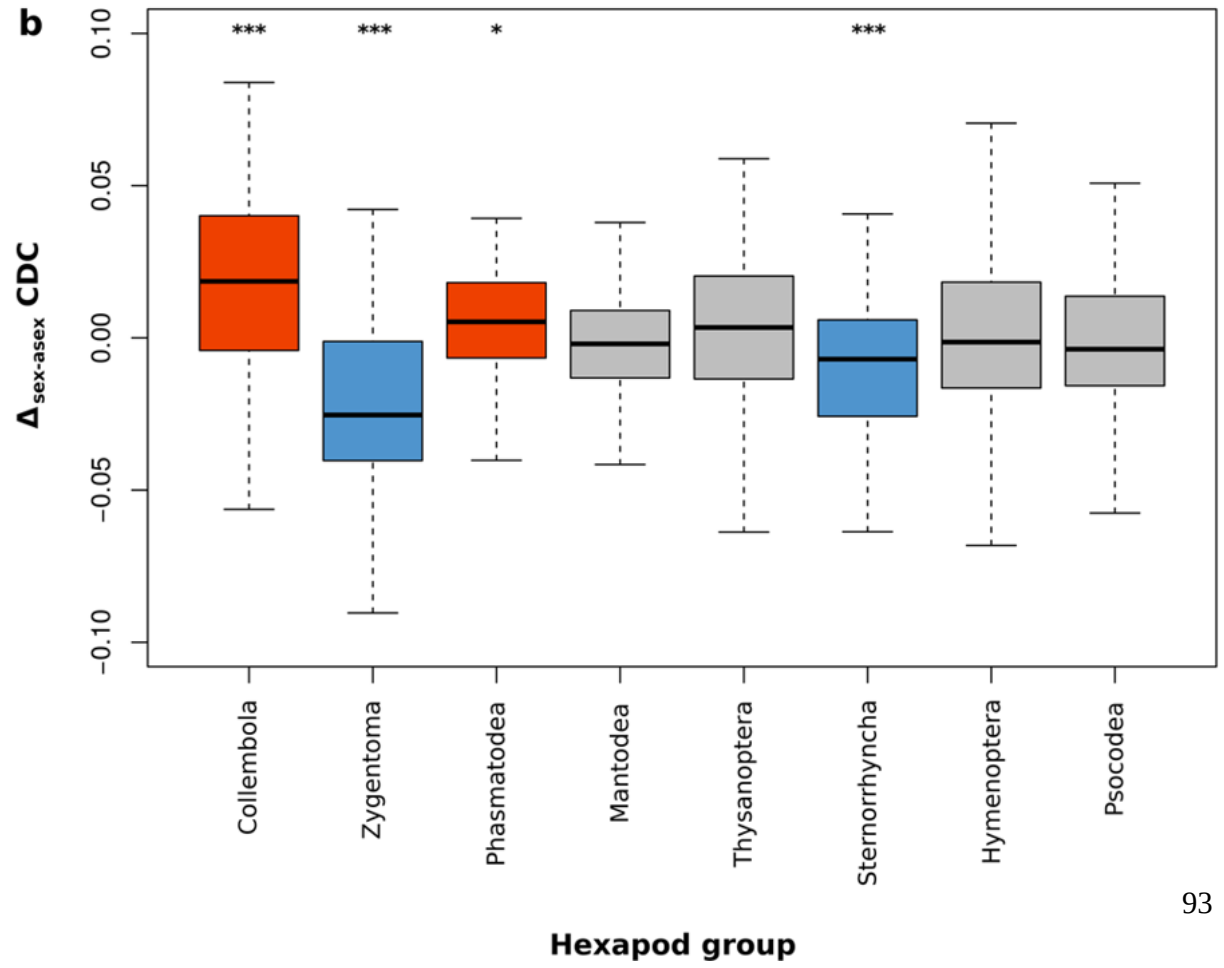 b
*** *** * ***
0.10
0.05
0.00
−0.05
−0.10
Δsex-asex CDC
Collembola
Zygentoma
Phasmatodea
Mantodea
Thysanoptera
Sternorrhyncha
Hymenoptera
Psocodea
93
Hexapod group